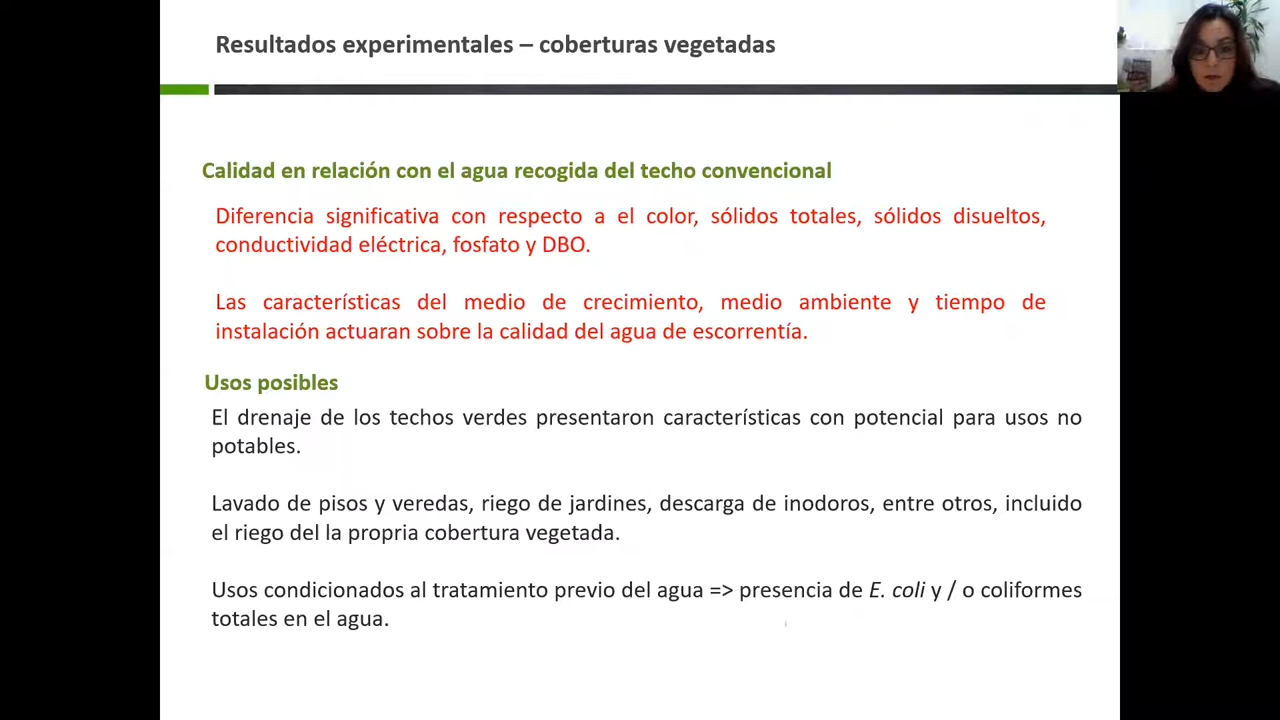 Resultados experimentales – coberturas vegetadas
Calidad en relación con el agua recogida del techo convencional
Diferencia significativa con respecto a el color, sólidos totales, sólidos disueltos,
conductividad eléctrica, fosfato y DBO.
Las características del medio de crecimiento, medio ambiente y tiempo de
instalación actuaran sobre la calidad del agua de escorrentía.
Usos posibles
El drenaje de los techos verdes presentaron características con potencial para usos no
potables.
Lavado de pisos y veredas, riego de jardines, descarga de inodoros, entre otros, incluido
el riego del la propria cobertura vegetada.
Usos condicionados al tratamiento previo del agua => presencia de E. coli y / o coliformes
totales en el agua.